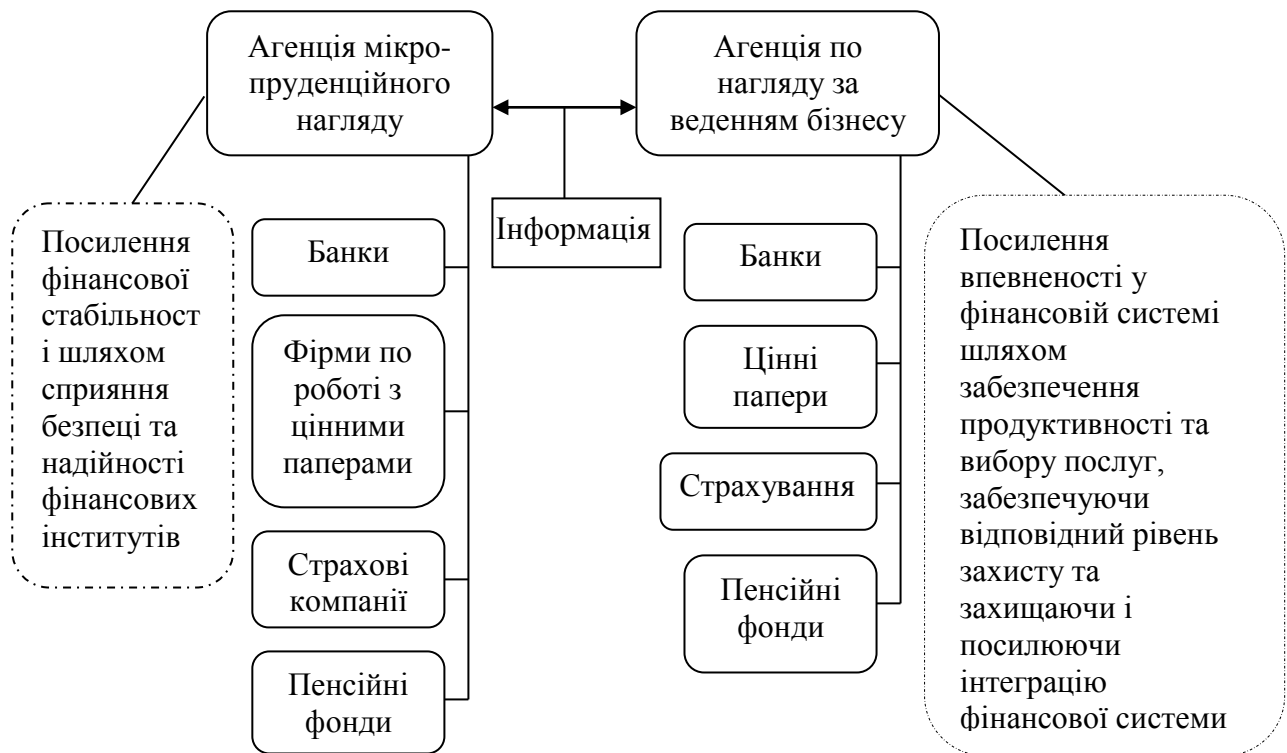 Агенція мікро-
пруденційного
нагляду
Агенція по
нагляду за
веденням бізнесу
Інформація
Посилення
фінансової
стабільност
і шляхом
сприяння
безпеці та
надійності
фінансових
інститутів
Банки
Фірми по
роботі з
цінними
паперами
Страхові
компанії
Пенсійні
фонди
Банки
Цінні
папери
Страхування
Пенсійні
фонди
Посилення
впевненості у
фінансовій системі
шляхом
забезпечення
продуктивності та
вибору послуг,
забезпечуючи
відповідний рівень
захисту та
захищаючи і
посилюючи
інтеграцію
фінансової системи